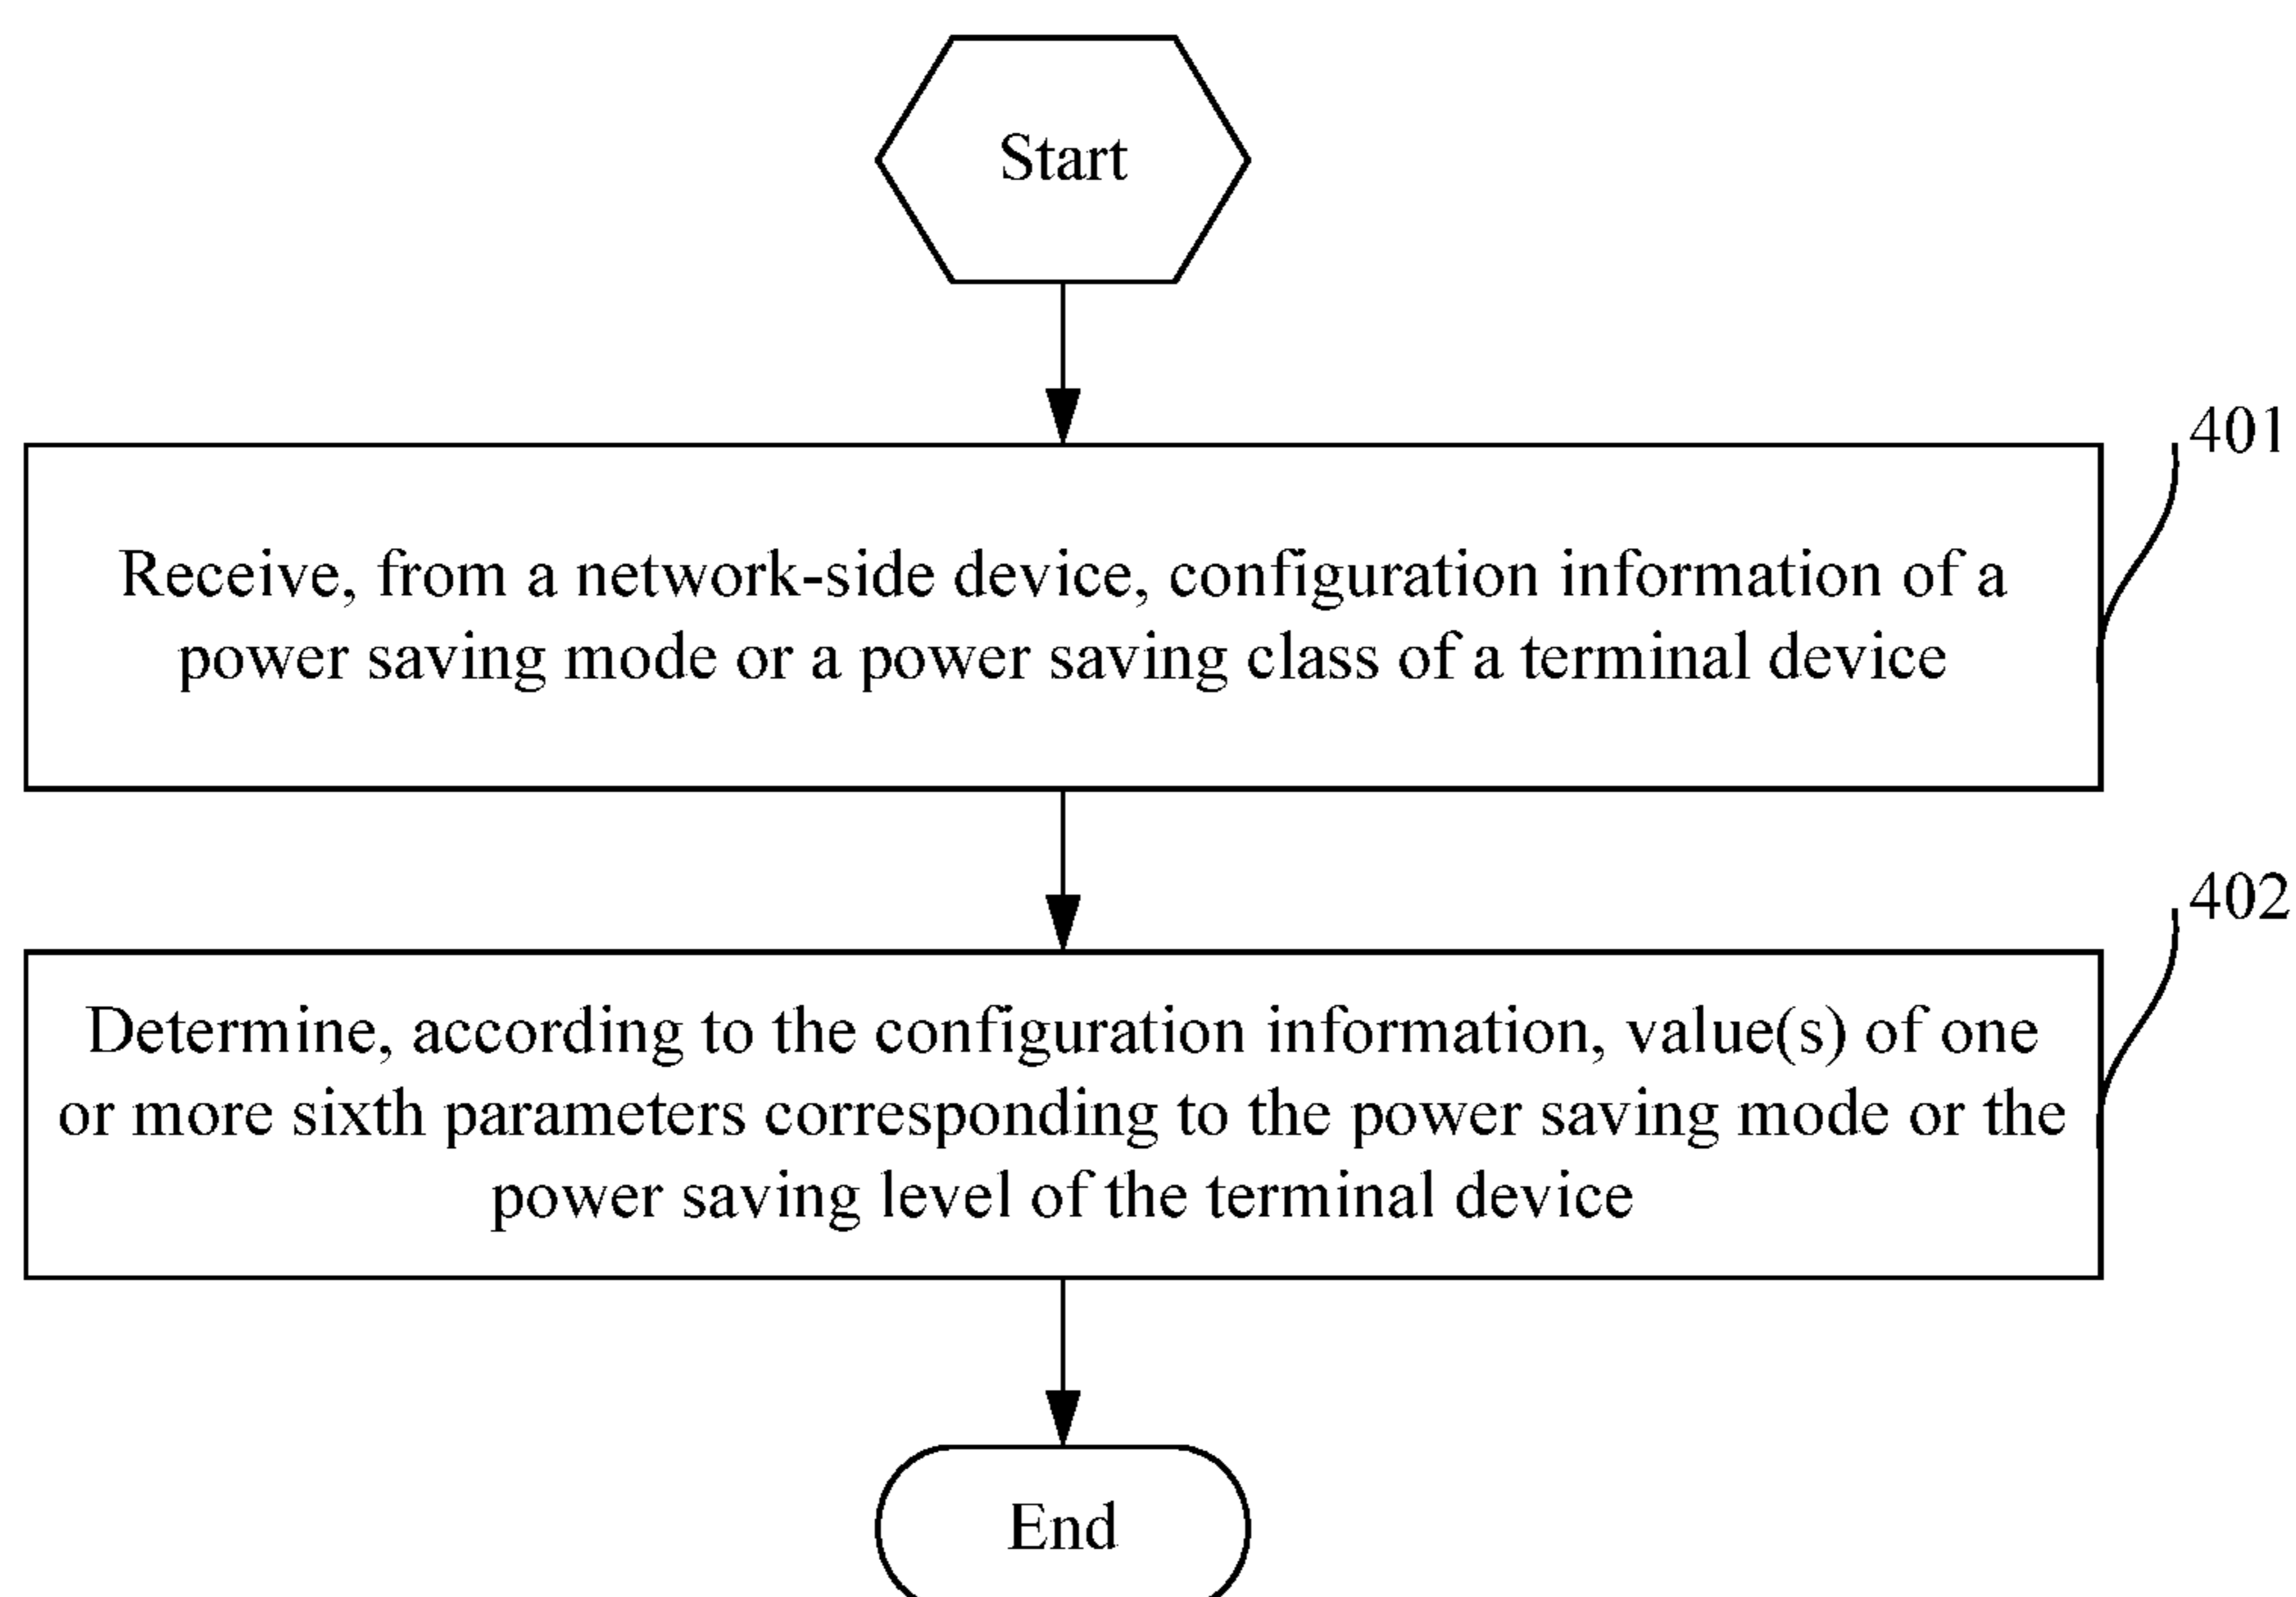 Start
401
Receive, from a network-side device, configuration information of a
power saving mode or a power saving class of a terminal device
402
Determine, according to the configuration information, value(s) of one
or more sixth parameters corresponding to the power saving mode or the
power saving level of the terminal device
End